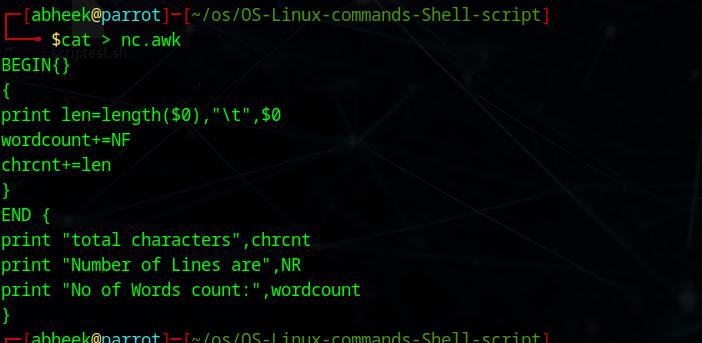 ┌─[abheek@parrot]─[~/os/OS-Linux-commands-Shell-script]
└──╼ $cat > nc.awk
scriptest.sh
BEGIN{}
{
print len=length($0),"\t",$0
wordcount+=NF
chrcnt+=len
}
END {
print "total characters",chrcnt
print "Number of Lines are",NR
print "No of Words count:",wordcount
}
┌─[abheek@parrot]─[~/os/OS-Linux-commands-Shell-script]